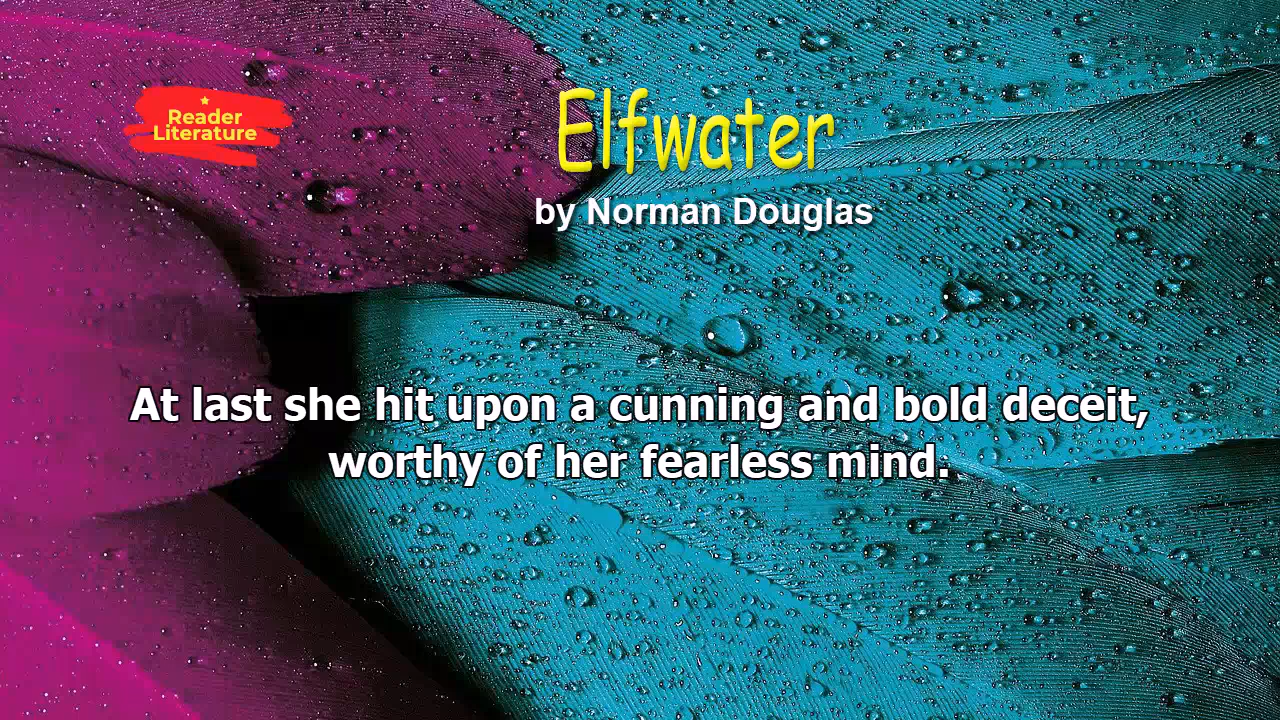 Reader
Literature
Elfwater
by Norman Douglas
At last she hit upon a cunning and bold deceit,
worthy of her fearless mind.